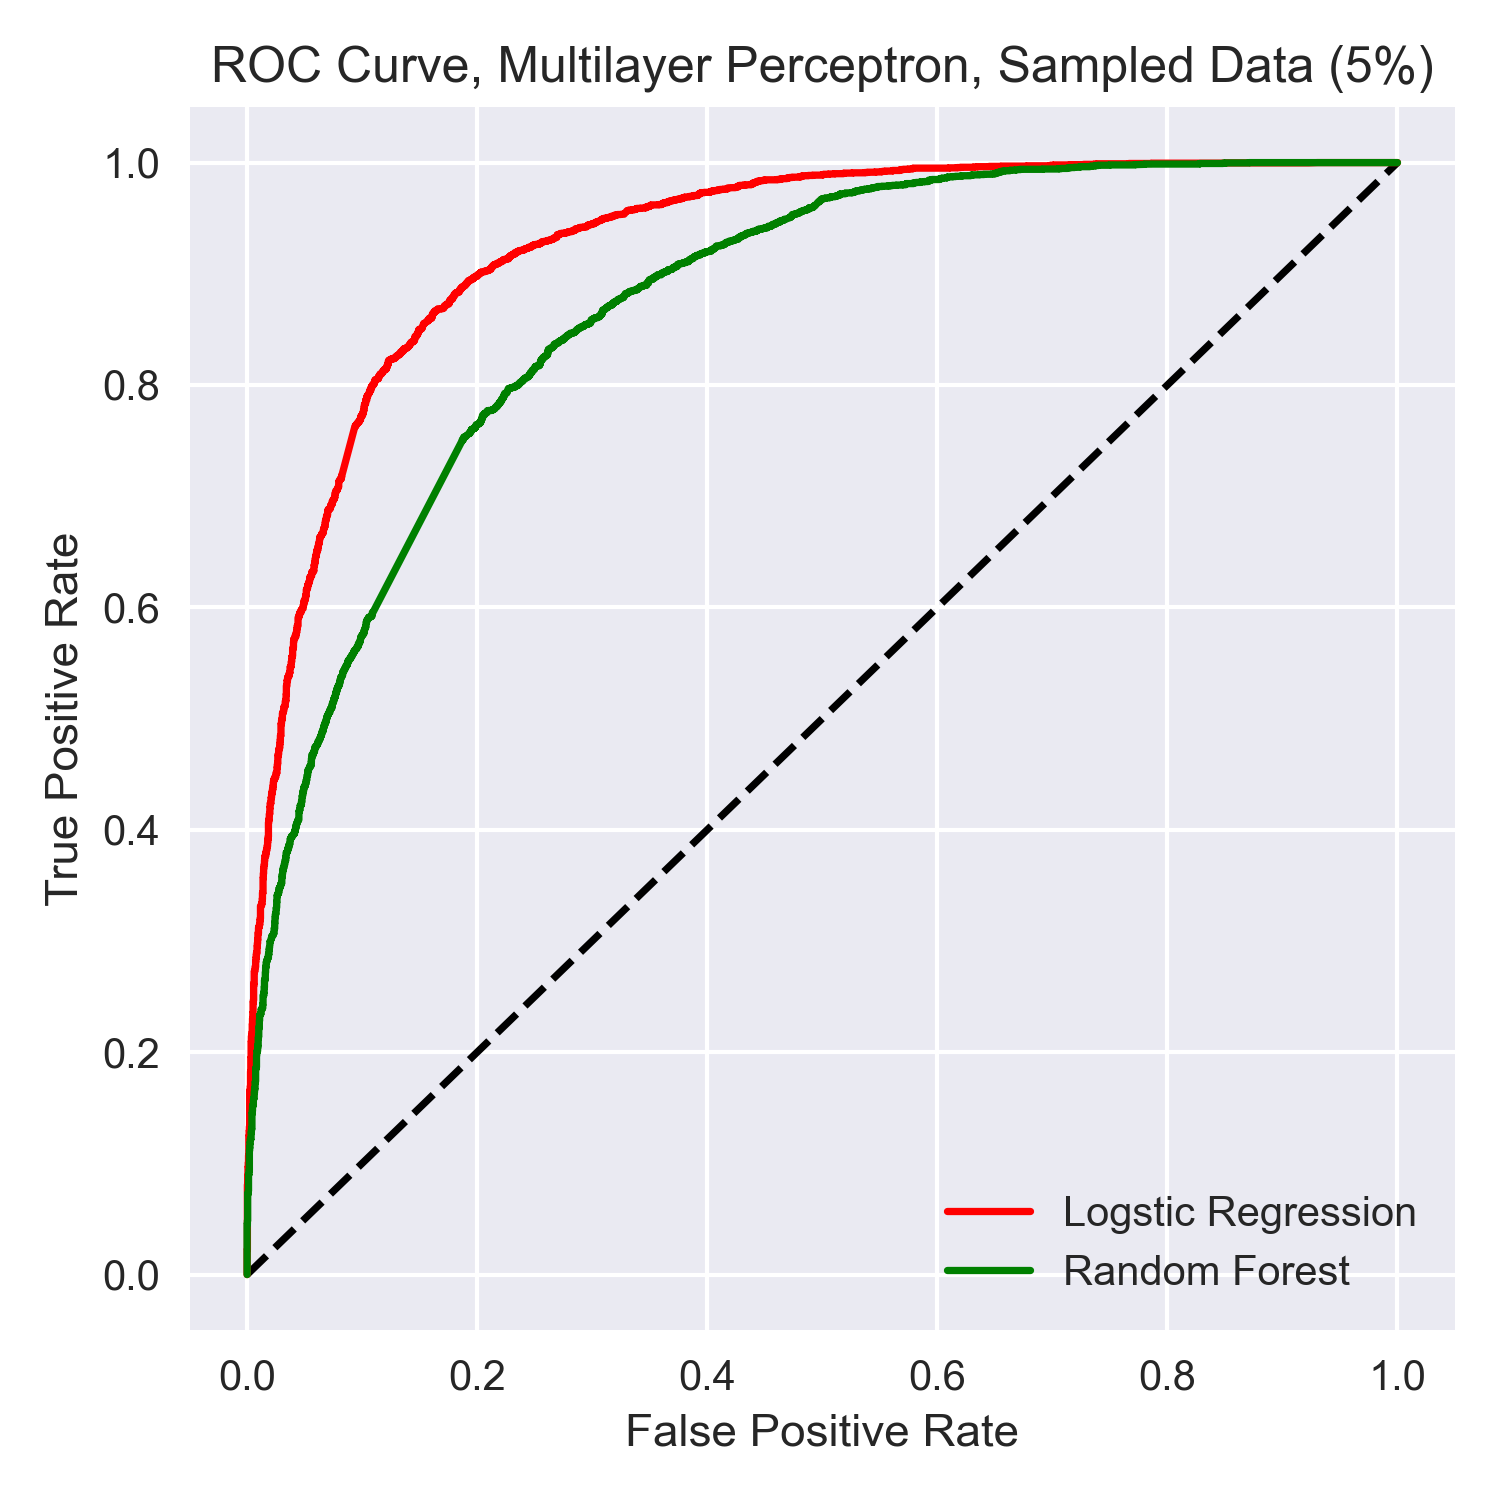 ROC Curve, Multilayer Perceptron, Sampled Data (5%)
1.0
0.8
0.6
0.4
0.2
0.0
True Positive Rate
Logstic Regression
Random Forest
0.0 0.2 0.4 0.6 0.8 1.0
False Positive Rate